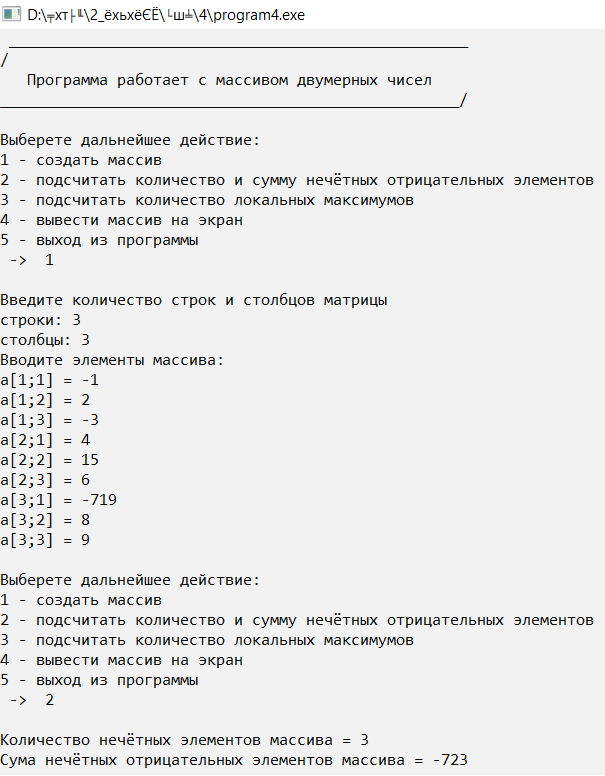 D:\╤хт├╙\2_ёхьхёЄЁ\└ш╧\4\program4.exe
/
Программа работает с массивом двумерных чисел
/
Выберете дальнейшее действие:
1 - создать массив
2 - подсчитать количество и сумму нечётных отрицательных элементов
3 - подсчитать количество локальных максимумов
4 - вывести массив на экран
5 - выход из программы
-> 1
Введите количество строк и столбцов матрицы
строки: 3
столбцы: 3
Вводите элементы массива:
a[1;1] = -1
a[1;2] = 2
a[1;3] = -3
a[2;1] = 4
a[2;2] = 15
a[2;3] = 6
a[3;1] = -719
a[3;2] = 8
a[3;3] = 9
Выберете дальнейшее действие:
1 - создать массив
2 - подсчитать количество и сумму нечётных отрицательных элементов
3 - подсчитать количество локальных максимумов
4 - вывести массив на экран
5 - выход из программы
-> 2
Количество нечётных элементов массива = 3
Сума нечётных отрицательных элементов массива = -723